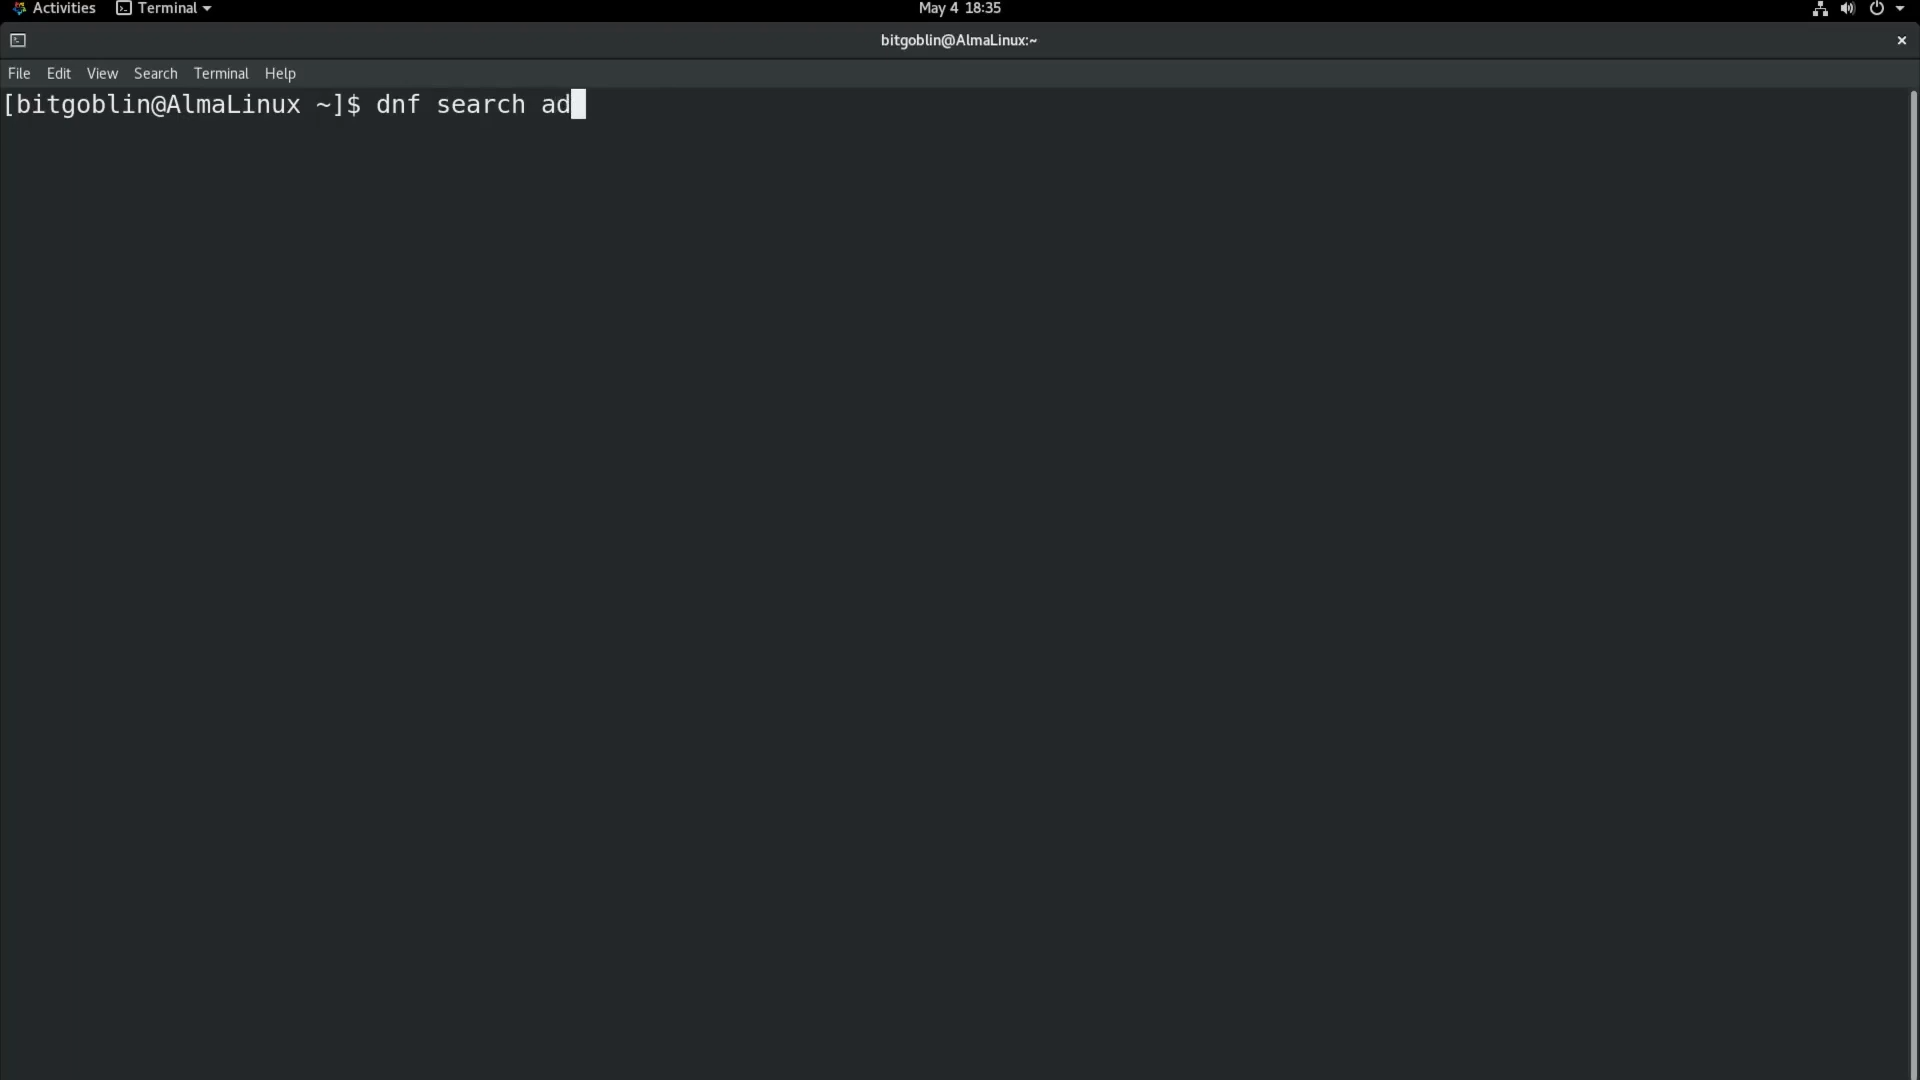 Activities Terminal May 4 18:35
bitgoblin@AlmaLinux:~
File Edit View Search Terminal Help
[bitgoblin@AlmaLinux ~]$ dnf search ad